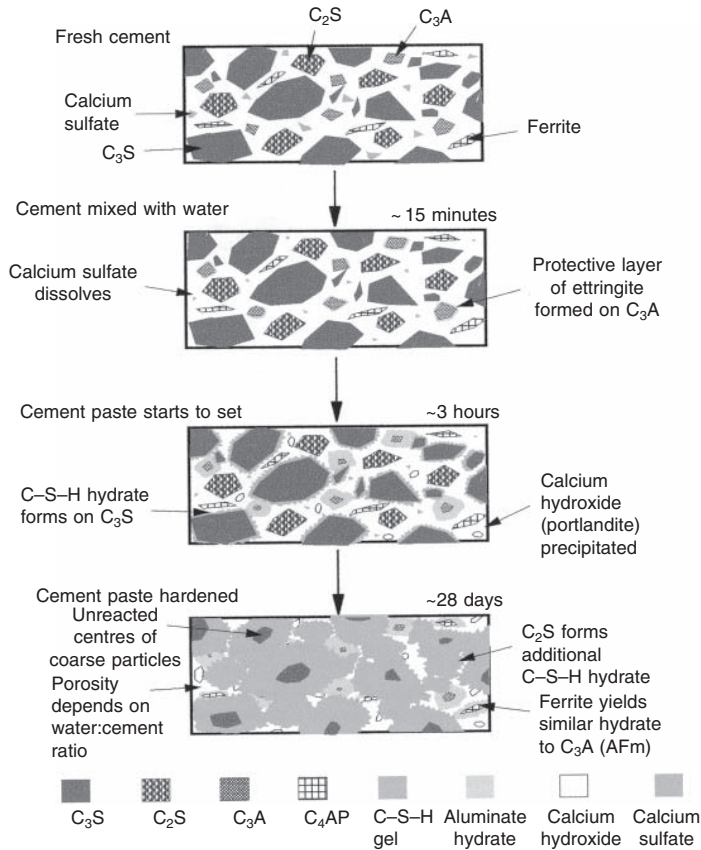 C₂S
C₃A
Fresh cement
Calcium
sulfate
C₃S
Ferrite
Cement mixed with water
~ 15 minutes
Calcium sulfate
dissolves
Protective layer
of ettringite
formed on C₃A
Cement paste starts to set
~3 hours
C–S–H hydrate
forms on C₃S
Calcium
hydroxide
(portlandite)
precipitated
Cement paste hardened
~28 days
Unreacted
centres of
coarse particles
Porosity
depends on
water:cement
ratio
C₂S forms
additional
C–S–H hydrate
Ferrite yields
similar hydrate
to C₃A (AFm)
C₃S
C₂S
C₃A
C₄AP
C–S–H
gel
Aluminate
hydrate
Calcium
hydroxide
Calcium
sulfate